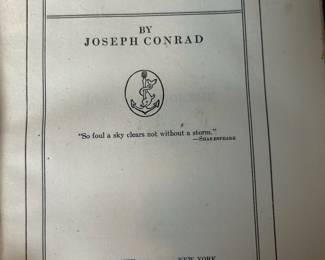 BY
JOSEPH CONRAD
"So foul a sky clears not without a storm."
—Shakespeare
NEW YORK